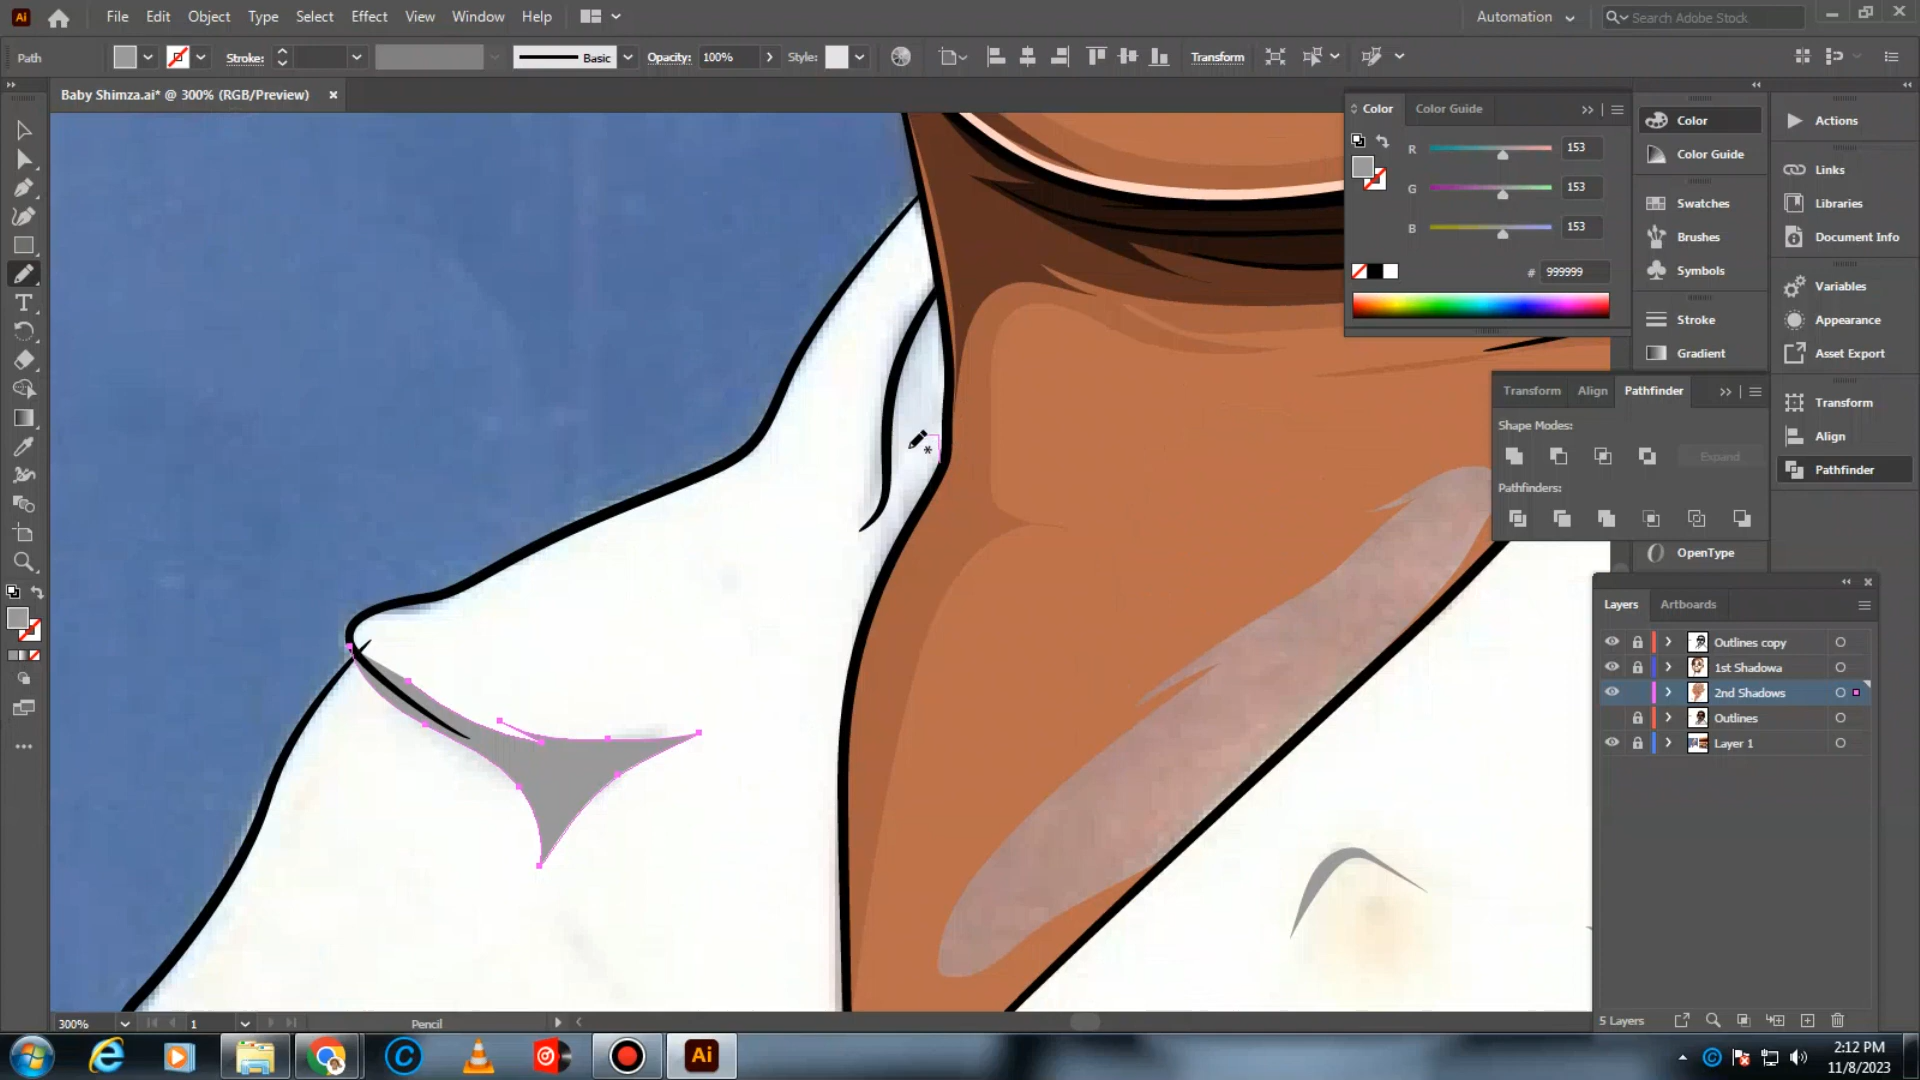 Ai File Edit Object Type Select Effect View Window Help Automation Search Adobe Stock
Path Stroke: Basic Opacity: 100% Style: Transform
Baby Shimza.ai* @ 300% (RGB/Preview) ×
Color Color Guide
R 153
G 153
B 153
# 999999
Color
Color Guide
Swatches
Brushes
Symbols
Stroke
Gradient
OpenType
Actions
Links
Libraries
Document Info
Variables
Appearance
Asset Export
Transform
Align
Pathfinder
Transform Align Pathfinder
Shape Modes:
Expand
Pathfinders:
Layers Artboards
Outlines copy
1st Shadowa
2nd Shadows
Outlines
Layer 1
5 Layers
300% 1 Pencil
Ai
2:12 PM
11/8/2023